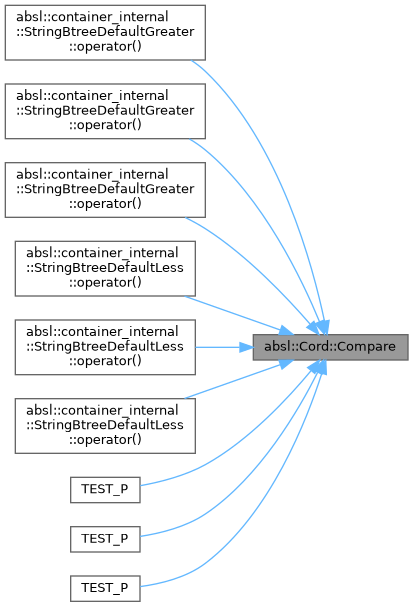 absl::container_internal
::StringBtreeDefaultGreater
::operator()
absl::container_internal
::StringBtreeDefaultGreater
::operator()
absl::container_internal
::StringBtreeDefaultGreater
::operator()
absl::container_internal
::StringBtreeDefaultLess
::operator()
absl::container_internal
::StringBtreeDefaultLess
::operator()
absl::Cord::Compare
absl::container_internal
::StringBtreeDefaultLess
::operator()
TEST_P
TEST_P
TEST_P